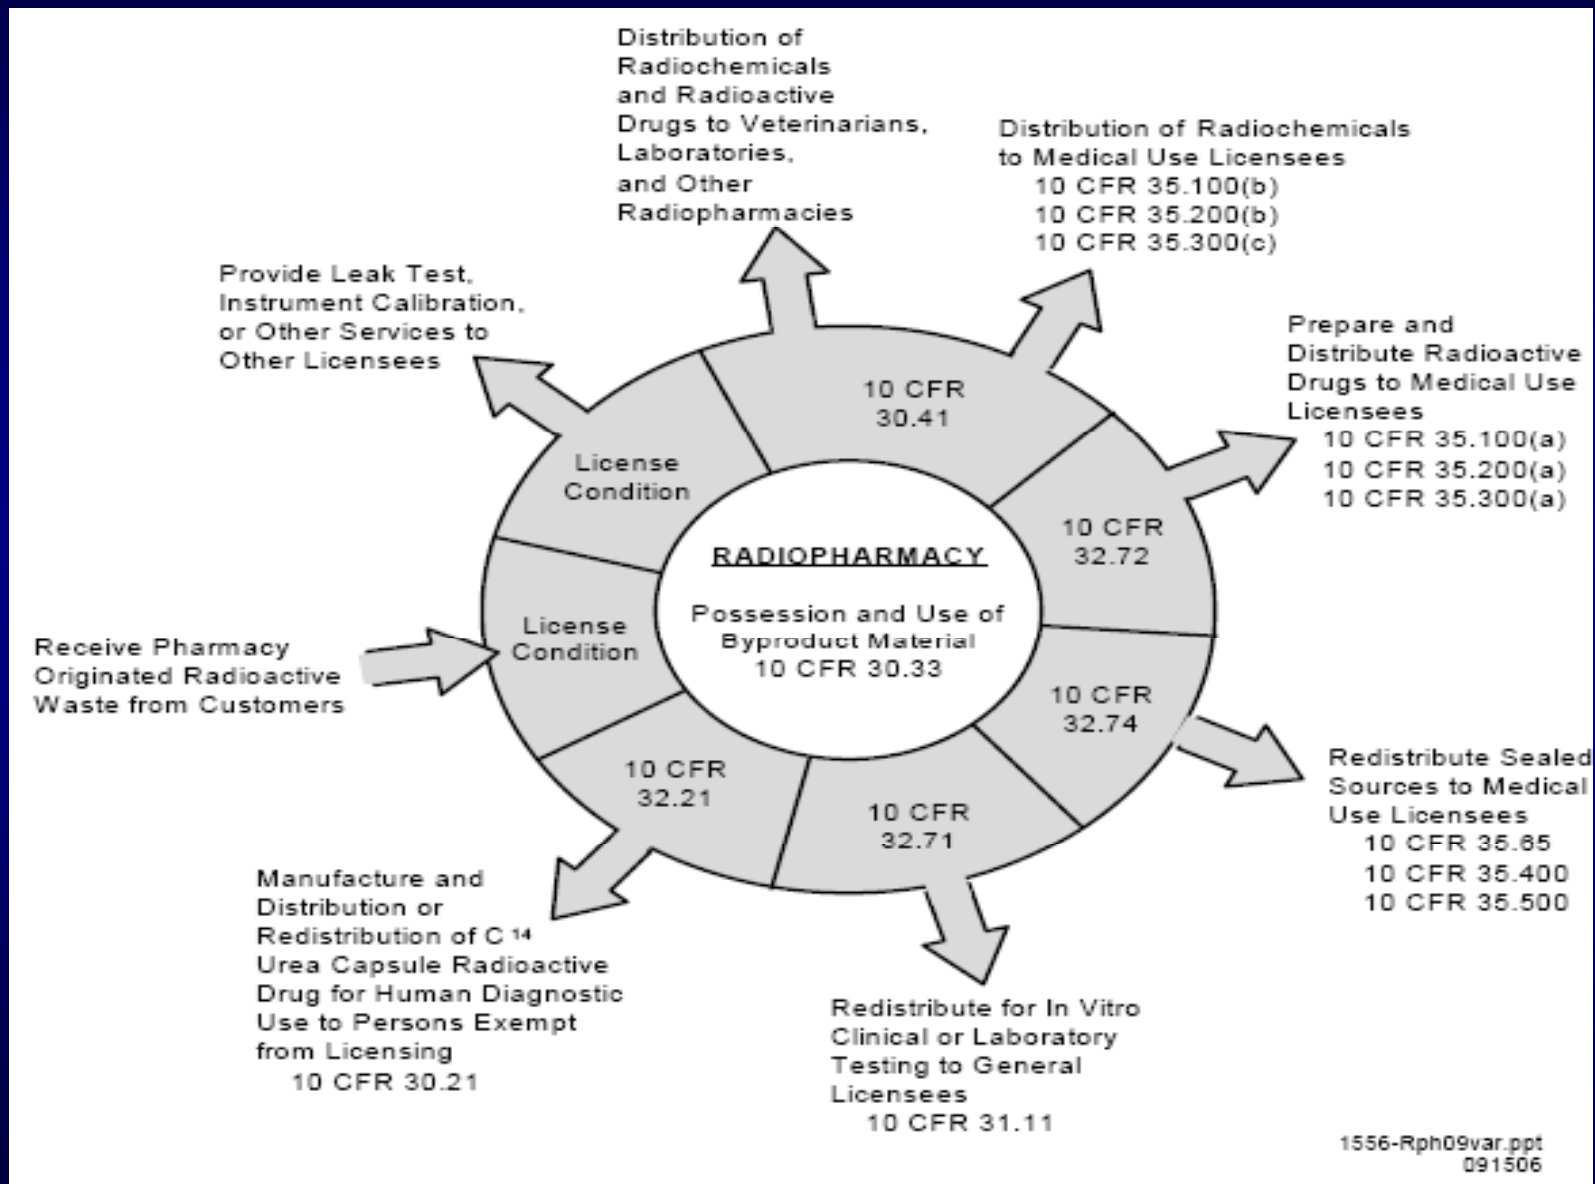 Distribution of
Radiochemicals
and Radioactive
Drugs to Veterinarians,
Laboratories,
and Other
Radiopharmacies
Distribution of Radiochemicals
to Medical Use Licensees
10 CFR 35.100(b)
10 CFR 35.200(b)
10 CFR 35.300(c)
Provide Leak Test,
Instrument Calibration,
or Other Services to
Other Licensees
Prepare and
Distribute Radioactive
Drugs to Medical Use
Licensees
10 CFR 35.100(a)
10 CFR 35.200(a)
10 CFR 35.300(a)
10 CFR
30.41
License
Condition
10 CFR
32.72
RADIOPHARMACY
Possession and Use of
Byproduct Material
10 CFR 30.33
License
Condition
Receive Pharmacy
Originated Radioactive
Waste from Customers
10 CFR
32.74
10 CFR
32.21
10 CFR
32.71
Redistribute Sealed
Sources to Medical
Use Licensees
10 CFR 35.65
10 CFR 35.400
10 CFR 35.500
Manufacture and
Distribution or
Redistribution of C 14
Urea Capsule Radioactive
Drug for Human Diagnostic
Use to Persons Exempt
from Licensing
10 CFR 30.21
Redistribute for In Vitro
Clinical or Laboratory
Testing to General
Licensees
10 CFR 31.11
1556-Rph09var.ppt
091506